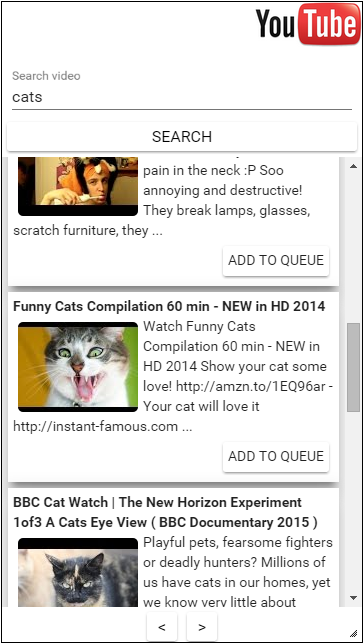 YouTube
Search video
cats
SEARCH
pain in the neck :P Soo
annoying and destructive!
They break lamps, glasses,
scratch furniture, they ...
ADD TO QUEUE
Funny Cats Compilation 60 min - NEW in HD 2014
Watch Funny Cats
Compilation 60 min - NEW in
HD 2014 Show your cat some
love! http://amzn.to/1EQ96ar -
Your cat will love it
http://instant-famous.com ...
ADD TO QUEUE
BBC Cat Watch | The New Horizon Experiment
1of3 A Cats Eye View ( BBC Documentary 2015 )
Playful pets, fearsome fighters
or deadly hunters? Millions of
us have cats in our homes, yet
we know very little about
< >